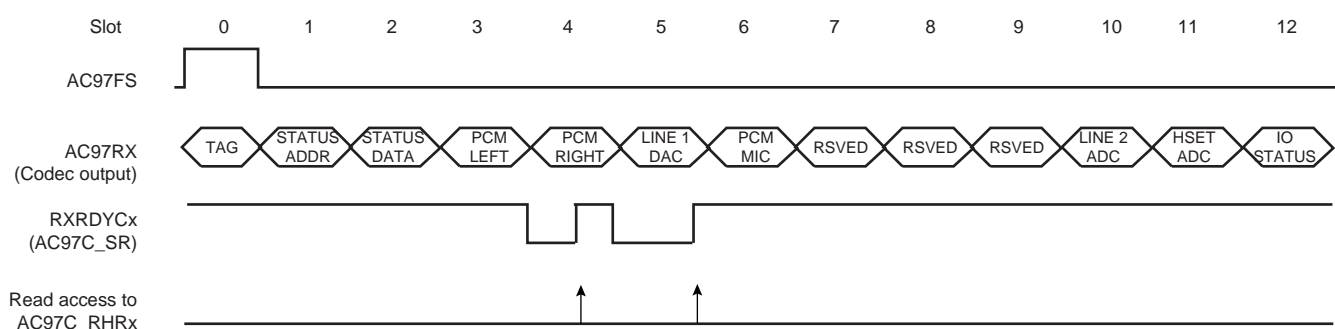 Slot 0 1 2 3 4 5 6 7 8 9 10 11 12
AC97FS
AC97RX
(Codec output)
TAG
STATUS
ADDR
STATUS
DATA
PCM
LEFT
PCM
RIGHT
LINE 1
DAC
PCM
MIC
RSVED
RSVED
RSVED
LINE 2
ADC
HSET
ADC
IO
STATUS
RXRDYCx
(AC97C_SR)
Read access to
AC97C_RHRx